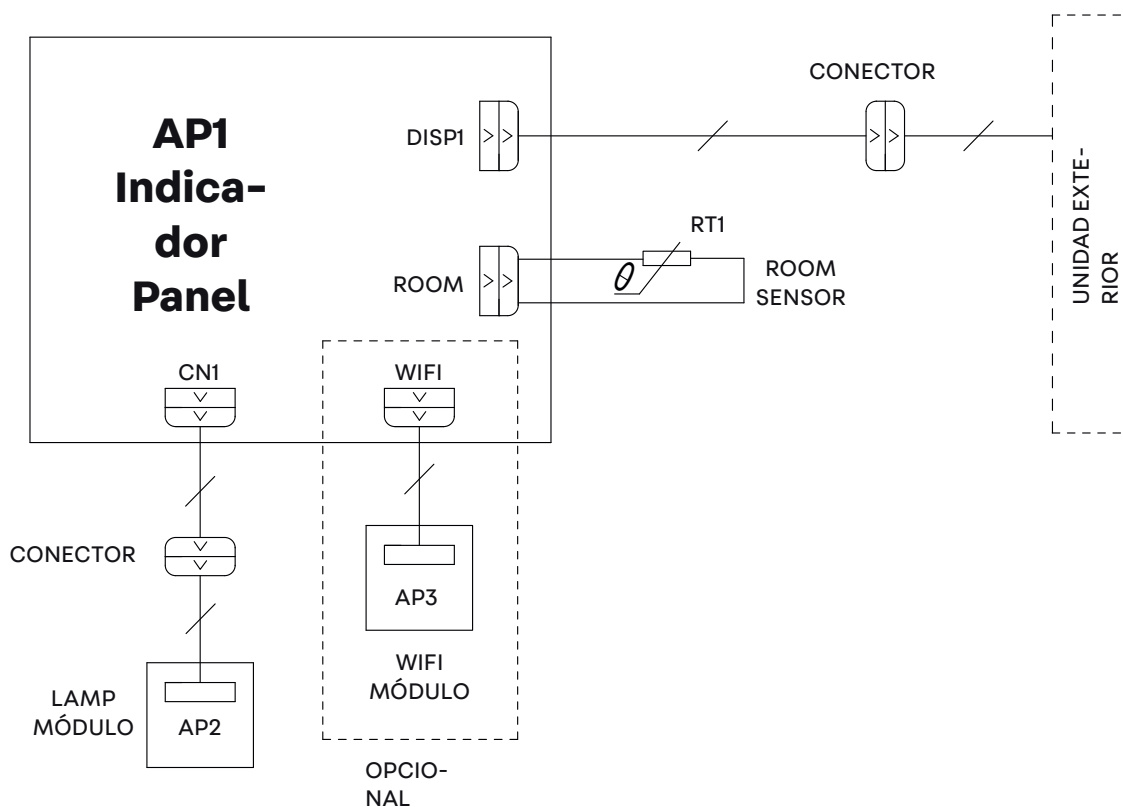 CONECTOR
AP1
Indica-
dor
Panel
DISP1
UNIDAD EXTE-
RIOR
RT1
ROOM
θ
ROOM
SENSOR
CN1
WIFI
CONECTOR
AP3
WIFI
MÓDULO
LAMP
MÓDULO
AP2
OPCIO-
NAL